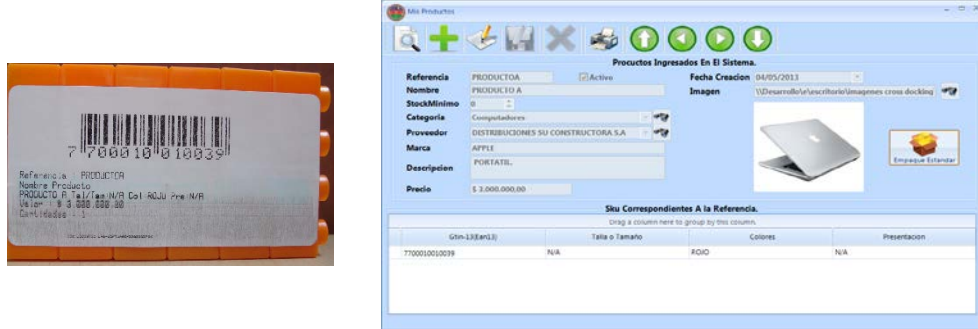 7 700010 010039
Referencia : PRODUCTOA
Nombre Producto
PRODUCTO A Tal/Tam:N/A Col:ROJO Pre:N/A
Valor : $ 3.000.000.00
Cantidades : 1
Mis Productos
Procuctos Ingresados En El Sistema.
Referencia PRODUCTOA Activo Fecha Creacion 04/05/2013
Nombre PRODUCTO A Imagen \\Desarrollo\e\escritorio\imagenes cross docking
StockMinimo 0
Categoria Computadores
Proveedor DISTRIBUCIONES SU CONSTRUCTORA S.A
Marca APPLE
Descripcion PORTATIL.
Empaque Estandar
Precio $ 3.000.000,00
Sku Correspondientes A la Referencia.
Drag a column here to group by this column.
Gtin-13(Ean13) Talla o Tamaño Colores Presentacion
7700010010039 N/A ROJO N/A